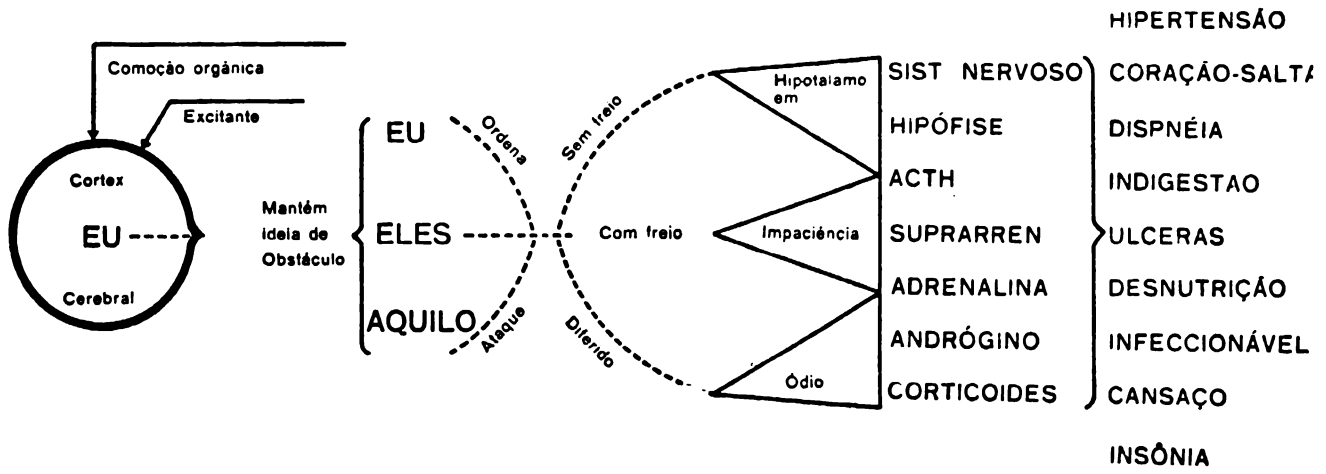 Comoção orgânica
Excitante
Cortex
EU
Cerebral
Mantém
ideia de
Obstáculo
EU
ELES
AQUILO
Ordena
Ataque
Sem freio
Com freio
Diferido
Hipotalamo
em
Impaciência
Ódio
SIST NERVOSO
HIPÓFISE
ACTH
SUPRARREN
ADRENALINA
ANDRÓGINO
CORTICOIDES
HIPERTENSÃO
CORAÇÃO-SALTA
DISPNÉIA
INDIGESTAO
ULCERAS
DESNUTRIÇÃO
INFECCIONÁVEL
CANSAÇO
INSÔNIA